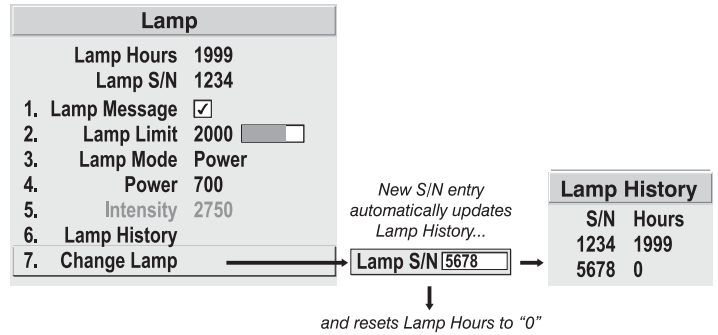 Lamp
Lamp Hours 1999
Lamp S/N 1234
1. Lamp Message ✓
2. Lamp Limit 2000
3. Lamp Mode Power
4. Power 700
5. Intensity 2750
6. Lamp History
7. Change Lamp
New S/N entry
automatically updates
Lamp History...
Lamp S/N 5678
and resets Lamp Hours to “0”
Lamp History
S/N Hours
1234 1999
5678 0